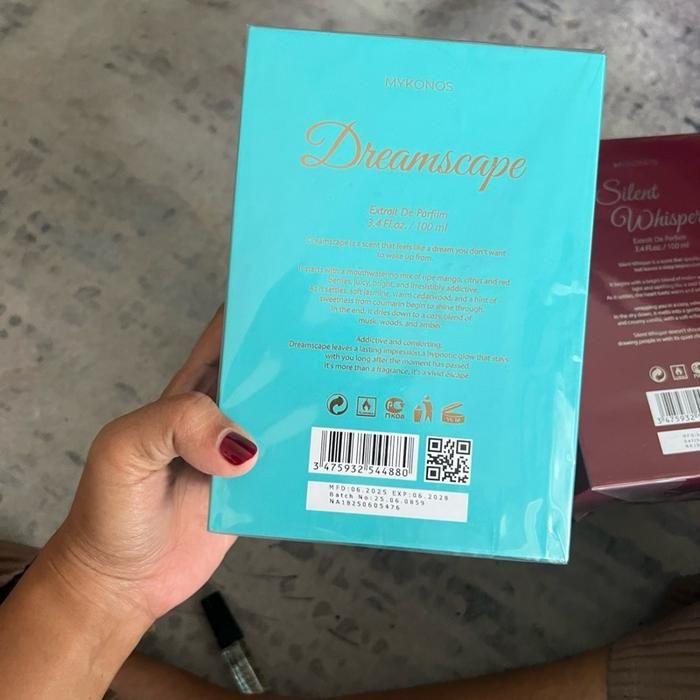 MYKONOS
Dreamscape
Extrait De Parfum
3.4 Fl.oz. / 100 ml
Dreamscape is a scent that feels like a dream you don't want
to wake up from.
It starts with a mouthwatering mix of ripe mango, citrus and red
berries, juicy, bright, and irresistibly addictive.
As it settles, soft jasmine, warm cedarwood, and a hint of
sweetness from coumarin begin to shine through.
In the end, it dries down to a cozy blend of
musk, woods, and amber.
Addictive and comforting,
Dreamscape leaves a lasting impression, a hypnotic glow that stays
with you long after the moment has passed.
It's more than a fragrance, it's a vivid escape.
3 475932 544880
MFD:06.2025 EXP:06.2028
Batch No:25.06.0859
NA18250605476
MYKONOS
Silent
Whisper
Extrait De Parfum
3.4 Fl.oz. / 100 ml